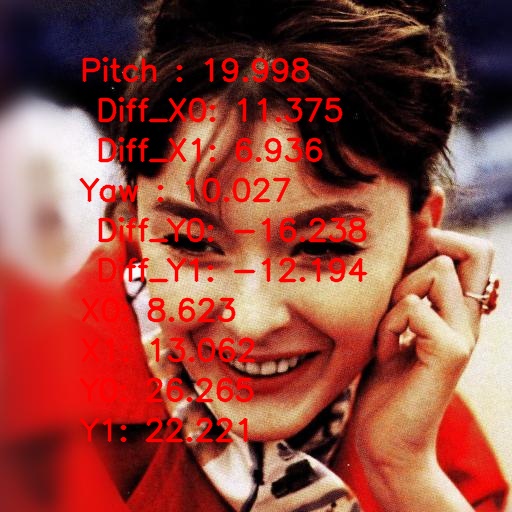 Pitch : 19.998
Diff_X0: 11.375
Diff_X1: 6.936
Yaw : 10.027
Diff_Y0: -16.238
Diff_Y1: -12.194
X0: 8.623
X1: 13.062
Y0: 26.265
Y1: 22.221